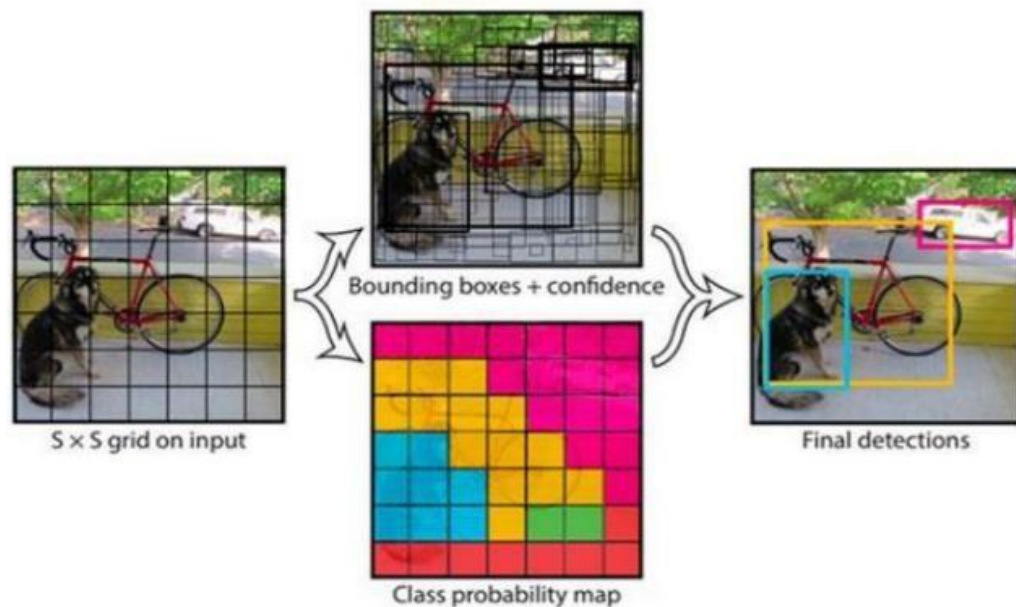 Bounding boxes + confidence
S × S grid on input
Final detections
Class probability map